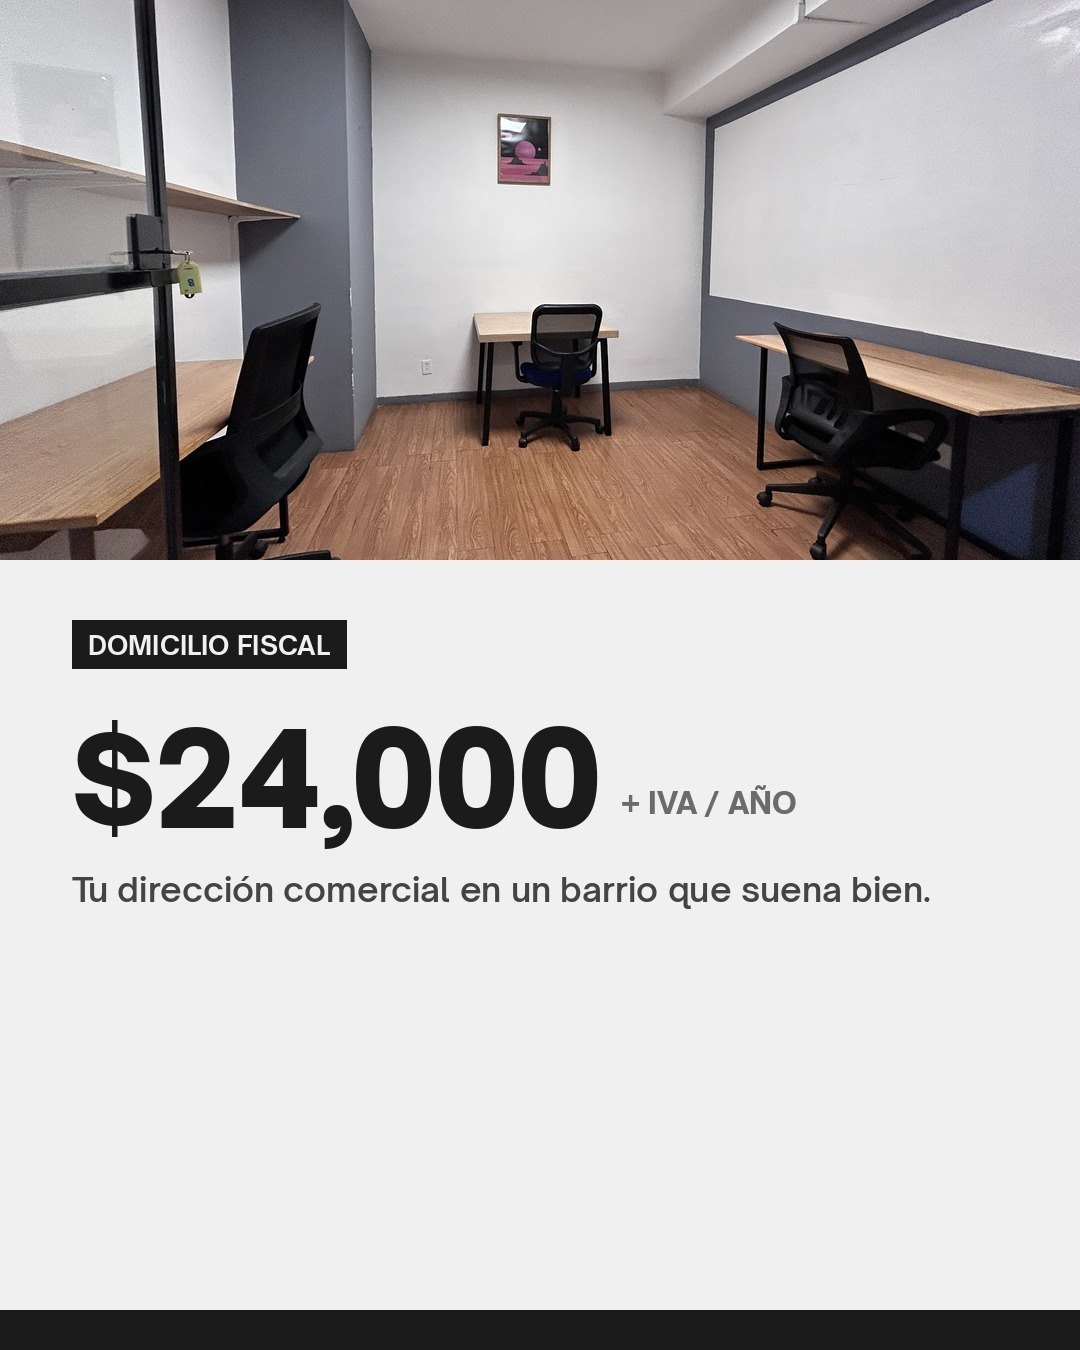 DOMICILIO FISCAL
$24,000 + IVA / AÑO
Tu dirección comercial en un barrio que suena bien.